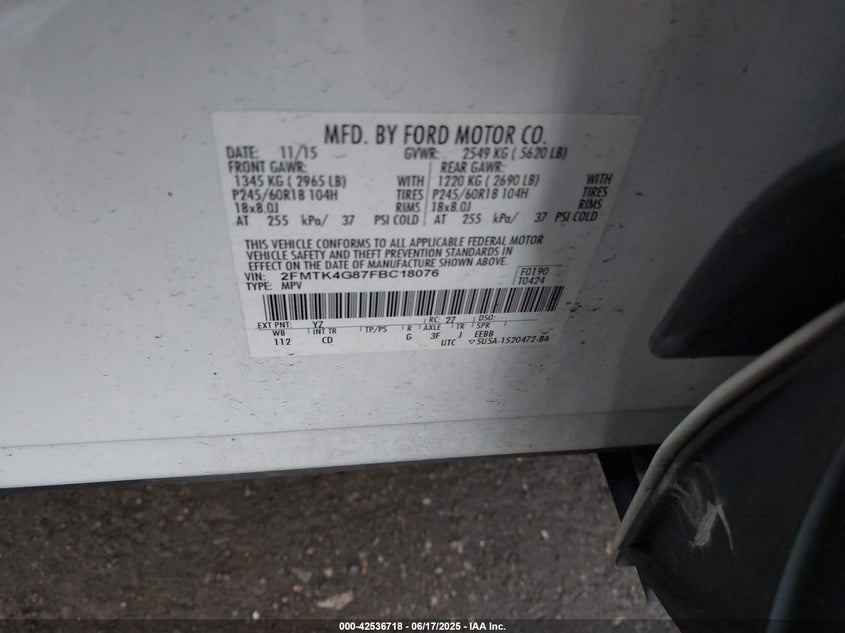 MFD. BY FORD MOTOR CO.
DATE: 11/15 GVWR: 2549 KG ( 5620 LB)
FRONT GAWR: REAR GAWR:
1345 KG ( 2965 LB) WITH 1220 KG ( 2690 LB) WITH
P245/60R18 104H TIRES P245/60R18 104H TIRES
18x8.0J RIMS 18x8.0J RIMS
AT 255 kPa/ 37 PSI COLD AT 255 kPa/ 37 PSI COLD
THIS VEHICLE CONFORMS TO ALL APPLICABLE FEDERAL MOTOR
VEHICLE SAFETY AND THEFT PREVENTION STANDARDS IN
EFFECT ON THE DATE OF MANUFACTURE SHOWN ABOVE.
VIN: 2FMTK4G87FBC18076 F0190
TYPE: MPV T0424
EXT PNT: YZ RC: 27 DSO:
WB INT TR TP/PS R AXLE TR SPR
112 CD G 3F J EEBB
UTC ▽5U5A-1520472-BA
000-42536718 - 06/17/2025 - IAA Inc.